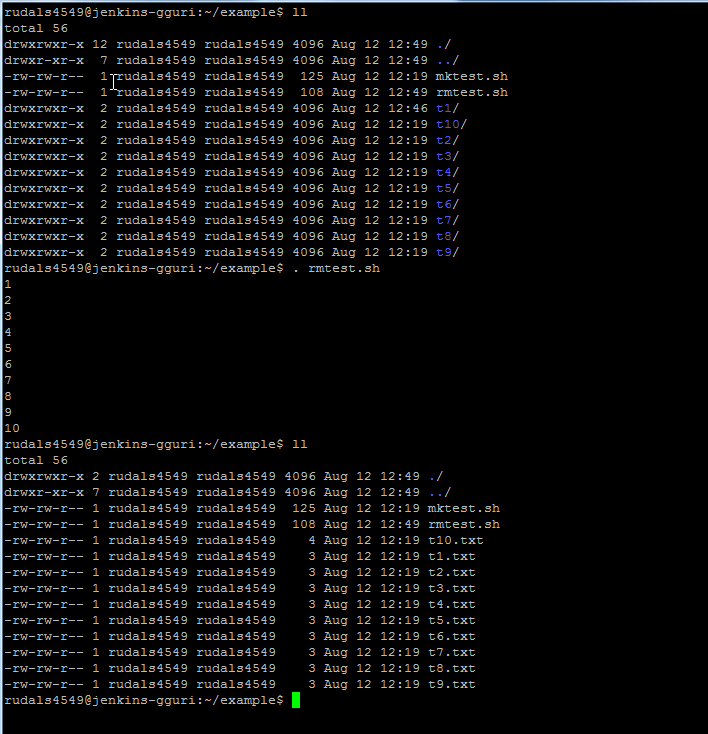 rudals4549@jenkins-gguri:~/example$ ll
total 56
drwxrwxr-x 12 rudals4549 rudals4549 4096 Aug 12 12:49 ./
drwxr-xr-x  7 rudals4549 rudals4549 4096 Aug 12 12:49 ../
-rw-rw-r--  1 rudals4549 rudals4549  125 Aug 12 12:19 mktest.sh
-rw-rw-r--  1 rudals4549 rudals4549  108 Aug 12 12:49 rmtest.sh
drwxrwxr-x  2 rudals4549 rudals4549 4096 Aug 12 12:46 t1/
drwxrwxr-x  2 rudals4549 rudals4549 4096 Aug 12 12:19 t10/
drwxrwxr-x  2 rudals4549 rudals4549 4096 Aug 12 12:19 t2/
drwxrwxr-x  2 rudals4549 rudals4549 4096 Aug 12 12:19 t3/
drwxrwxr-x  2 rudals4549 rudals4549 4096 Aug 12 12:19 t4/
drwxrwxr-x  2 rudals4549 rudals4549 4096 Aug 12 12:19 t5/
drwxrwxr-x  2 rudals4549 rudals4549 4096 Aug 12 12:19 t6/
drwxrwxr-x  2 rudals4549 rudals4549 4096 Aug 12 12:19 t7/
drwxrwxr-x  2 rudals4549 rudals4549 4096 Aug 12 12:19 t8/
drwxrwxr-x  2 rudals4549 rudals4549 4096 Aug 12 12:19 t9/
rudals4549@jenkins-gguri:~/example$ . rmtest.sh
1
2
3
4
5
6
7
8
9
10
rudals4549@jenkins-gguri:~/example$ ll
total 56
drwxrwxr-x 2 rudals4549 rudals4549 4096 Aug 12 12:49 ./
drwxr-xr-x 7 rudals4549 rudals4549 4096 Aug 12 12:49 ../
-rw-rw-r-- 1 rudals4549 rudals4549  125 Aug 12 12:19 mktest.sh
-rw-rw-r-- 1 rudals4549 rudals4549  108 Aug 12 12:49 rmtest.sh
-rw-rw-r-- 1 rudals4549 rudals4549    4 Aug 12 12:19 t10.txt
-rw-rw-r-- 1 rudals4549 rudals4549    3 Aug 12 12:19 t1.txt
-rw-rw-r-- 1 rudals4549 rudals4549    3 Aug 12 12:19 t2.txt
-rw-rw-r-- 1 rudals4549 rudals4549    3 Aug 12 12:19 t3.txt
-rw-rw-r-- 1 rudals4549 rudals4549    3 Aug 12 12:19 t4.txt
-rw-rw-r-- 1 rudals4549 rudals4549    3 Aug 12 12:19 t5.txt
-rw-rw-r-- 1 rudals4549 rudals4549    3 Aug 12 12:19 t6.txt
-rw-rw-r-- 1 rudals4549 rudals4549    3 Aug 12 12:19 t7.txt
-rw-rw-r-- 1 rudals4549 rudals4549    3 Aug 12 12:19 t8.txt
-rw-rw-r-- 1 rudals4549 rudals4549    3 Aug 12 12:19 t9.txt
rudals4549@jenkins-gguri:~/example$